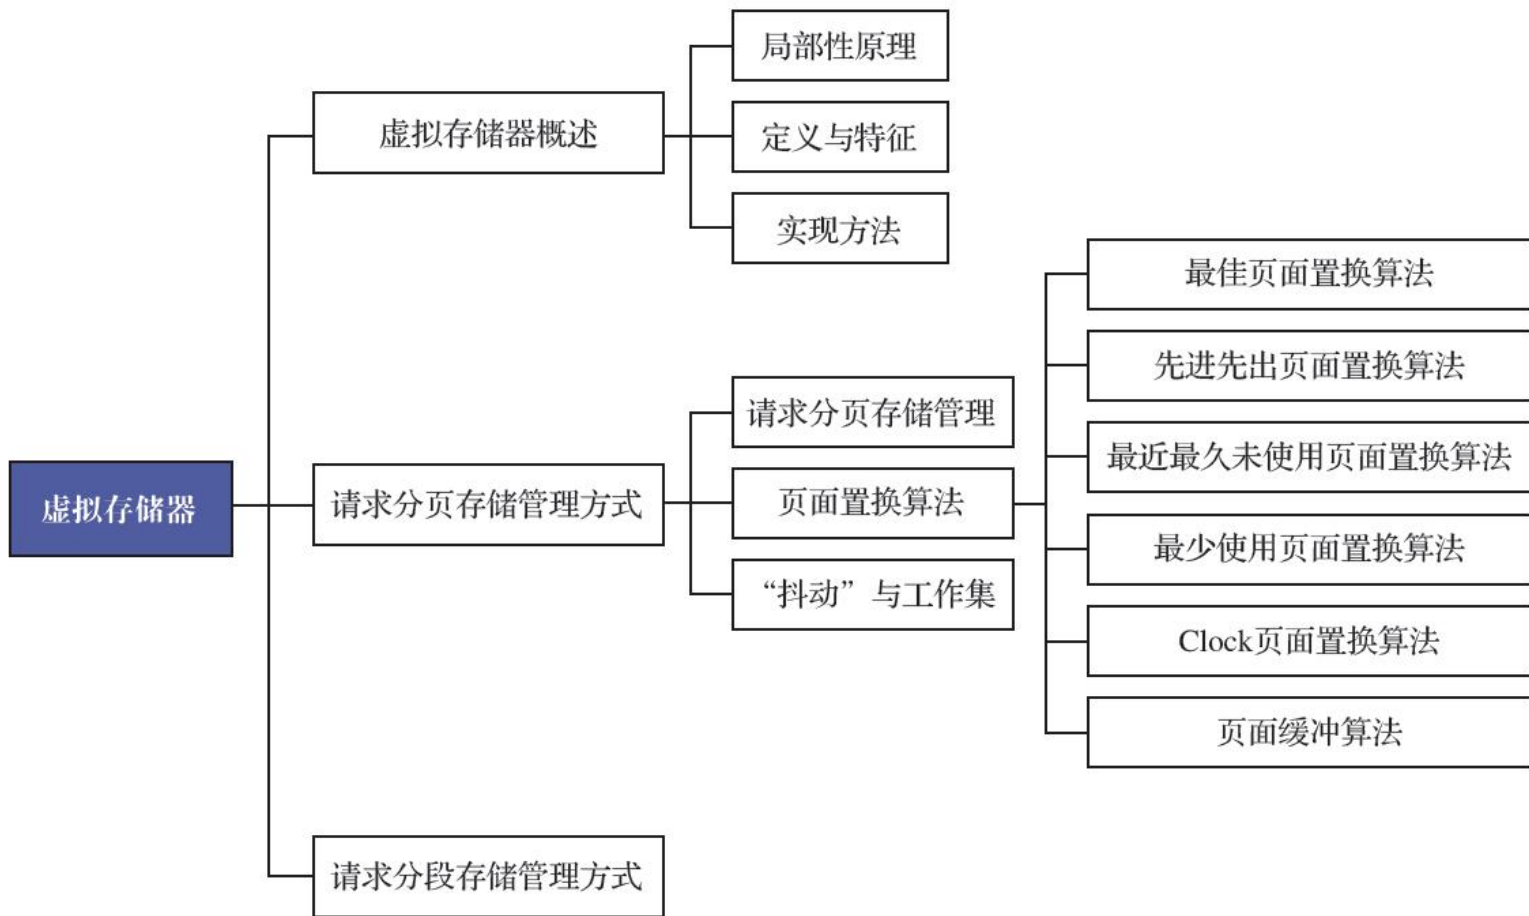 虚拟存储器
虚拟存储器概述
局部性原理
定义与特征
实现方法
请求分页存储管理方式
请求分页存储管理
页面置换算法
最佳页面置换算法
先进先出页面置换算法
最近最久未使用页面置换算法
最少使用页面置换算法
Clock页面置换算法
页面缓冲算法
“抖动”与工作集
请求分段存储管理方式